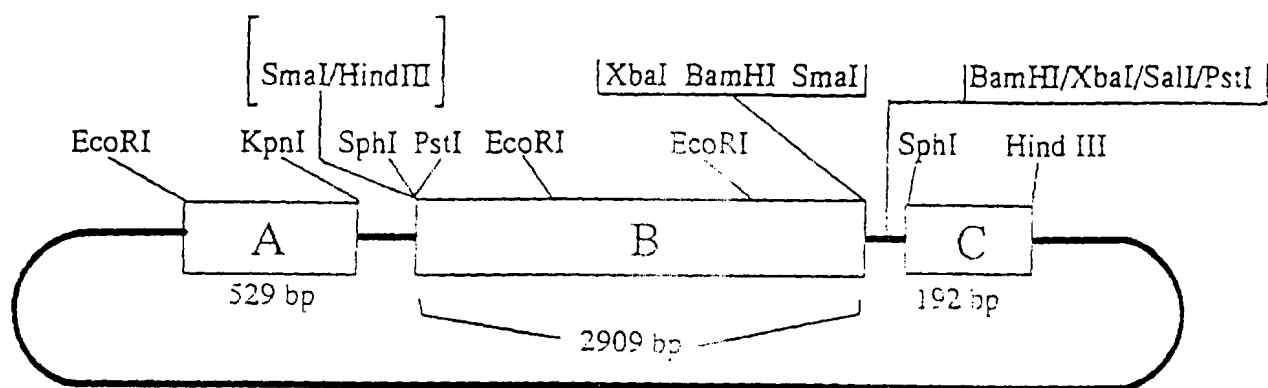 SmaI/HindIII
XbaI BamHI SmaI
BamHI/XbaI/SalI/PstI
EcoRI KpnI SphI PstI EcoRI EcoRI SphI Hind III
A B C
529 bp 192 bp
2909 bp